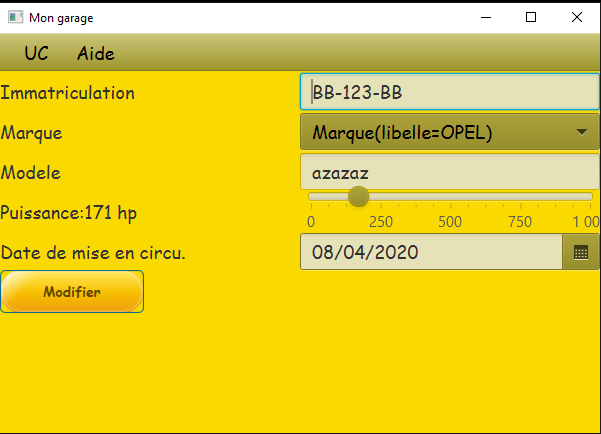 Mon garage
UC Aide
Immatriculation BB-123-BB
Marque Marque(libelle=OPEL)
Modele azazaz
Puissance:171 hp
0 250 500 750 1 00
Date de mise en circu. 08/04/2020
Modifier